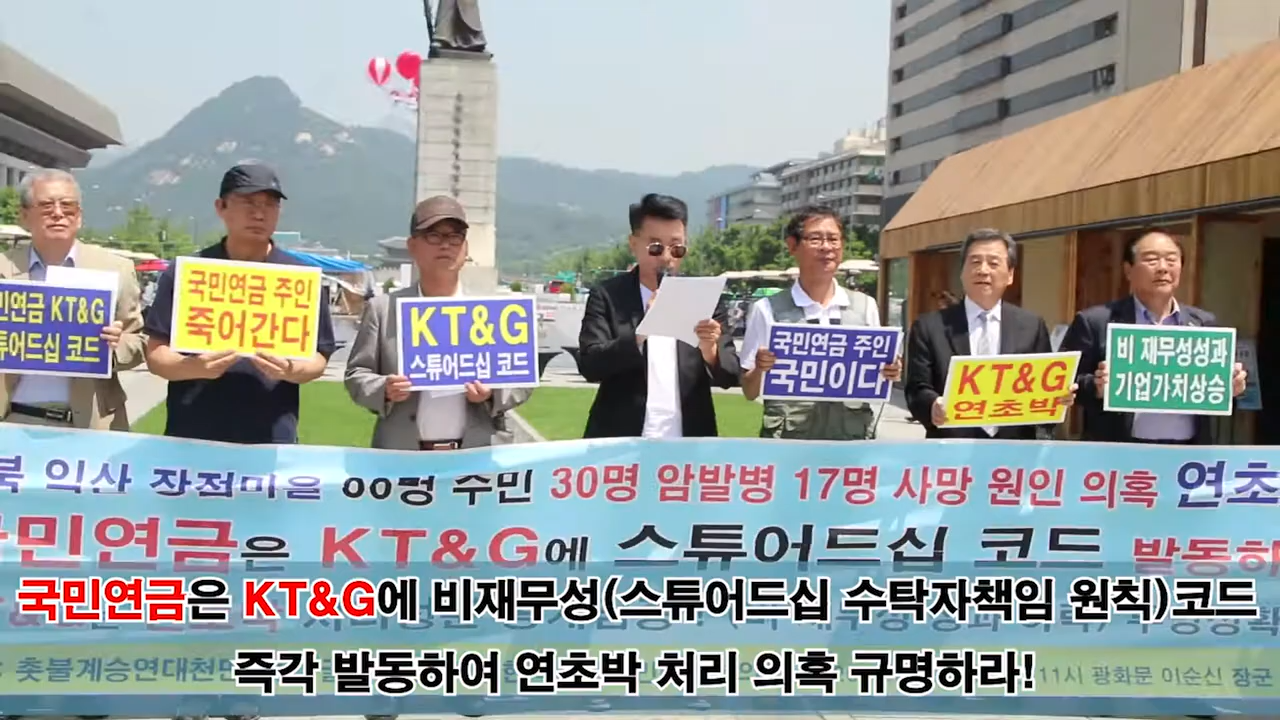 민연금 KT&G
튜어드십 코드
국민연금 주인
죽어간다
KT&G
스튜어드십 코드
국민연금 주인
국민이다
KT&G
연초박
비 재무성성과
기업가치상승
북 익산 장점마을 주민 30명 암발병 17명 사망 원인 의혹 연초
국민연금은 KT&G에 스튜어드십 코드 발동하
국민연금은 KT&G에 비재무성(스튜어드십 수탁자책임 원칙)코드
즉각 발동하여 연초박 처리 의혹 규명하라!
촛불계승연대천만
11시 광화문 이순신 장군